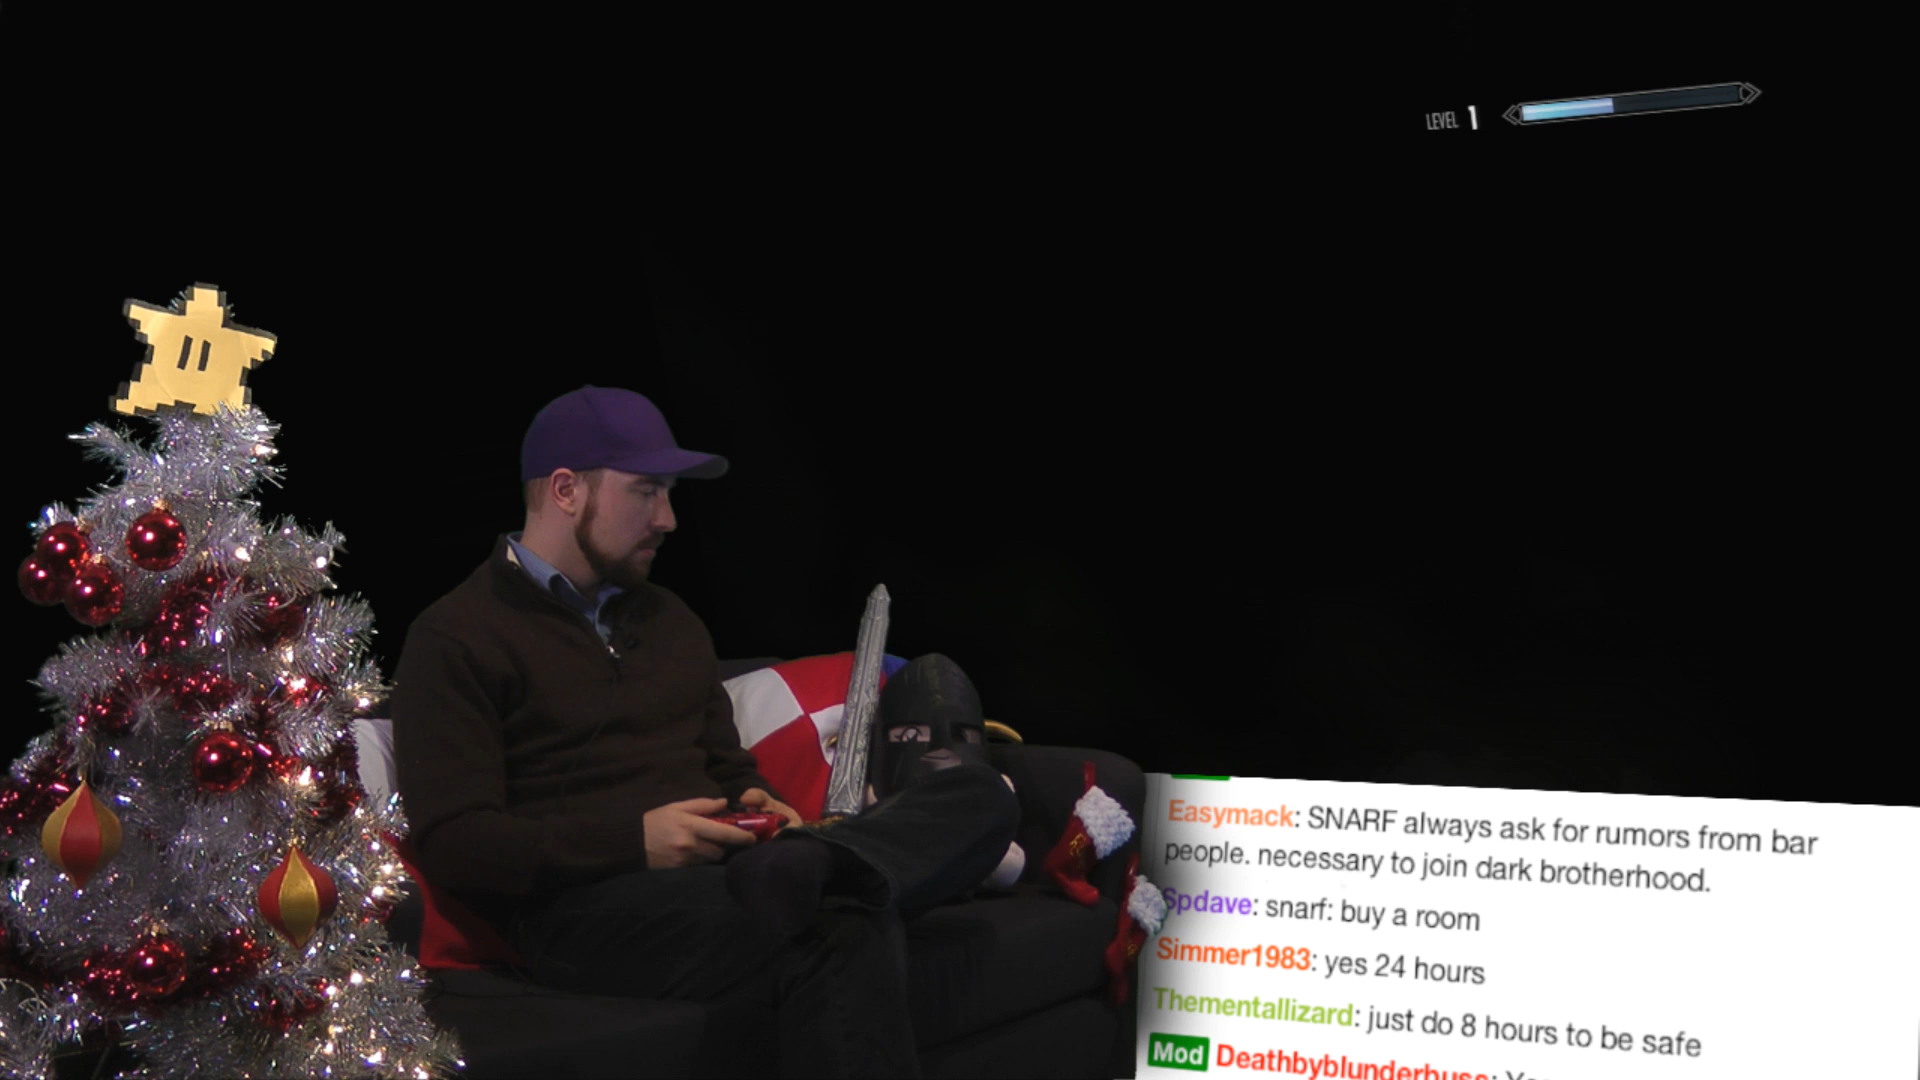 LEVEL 1
Easymack: SNARF always ask for rumors from bar
people. necessary to join dark brotherhood.
Spdave: snarf: buy a room
Simmer1983: yes 24 hours
Thementallizard: just do 8 hours to be safe
Mod Deathbyblunderbuss: